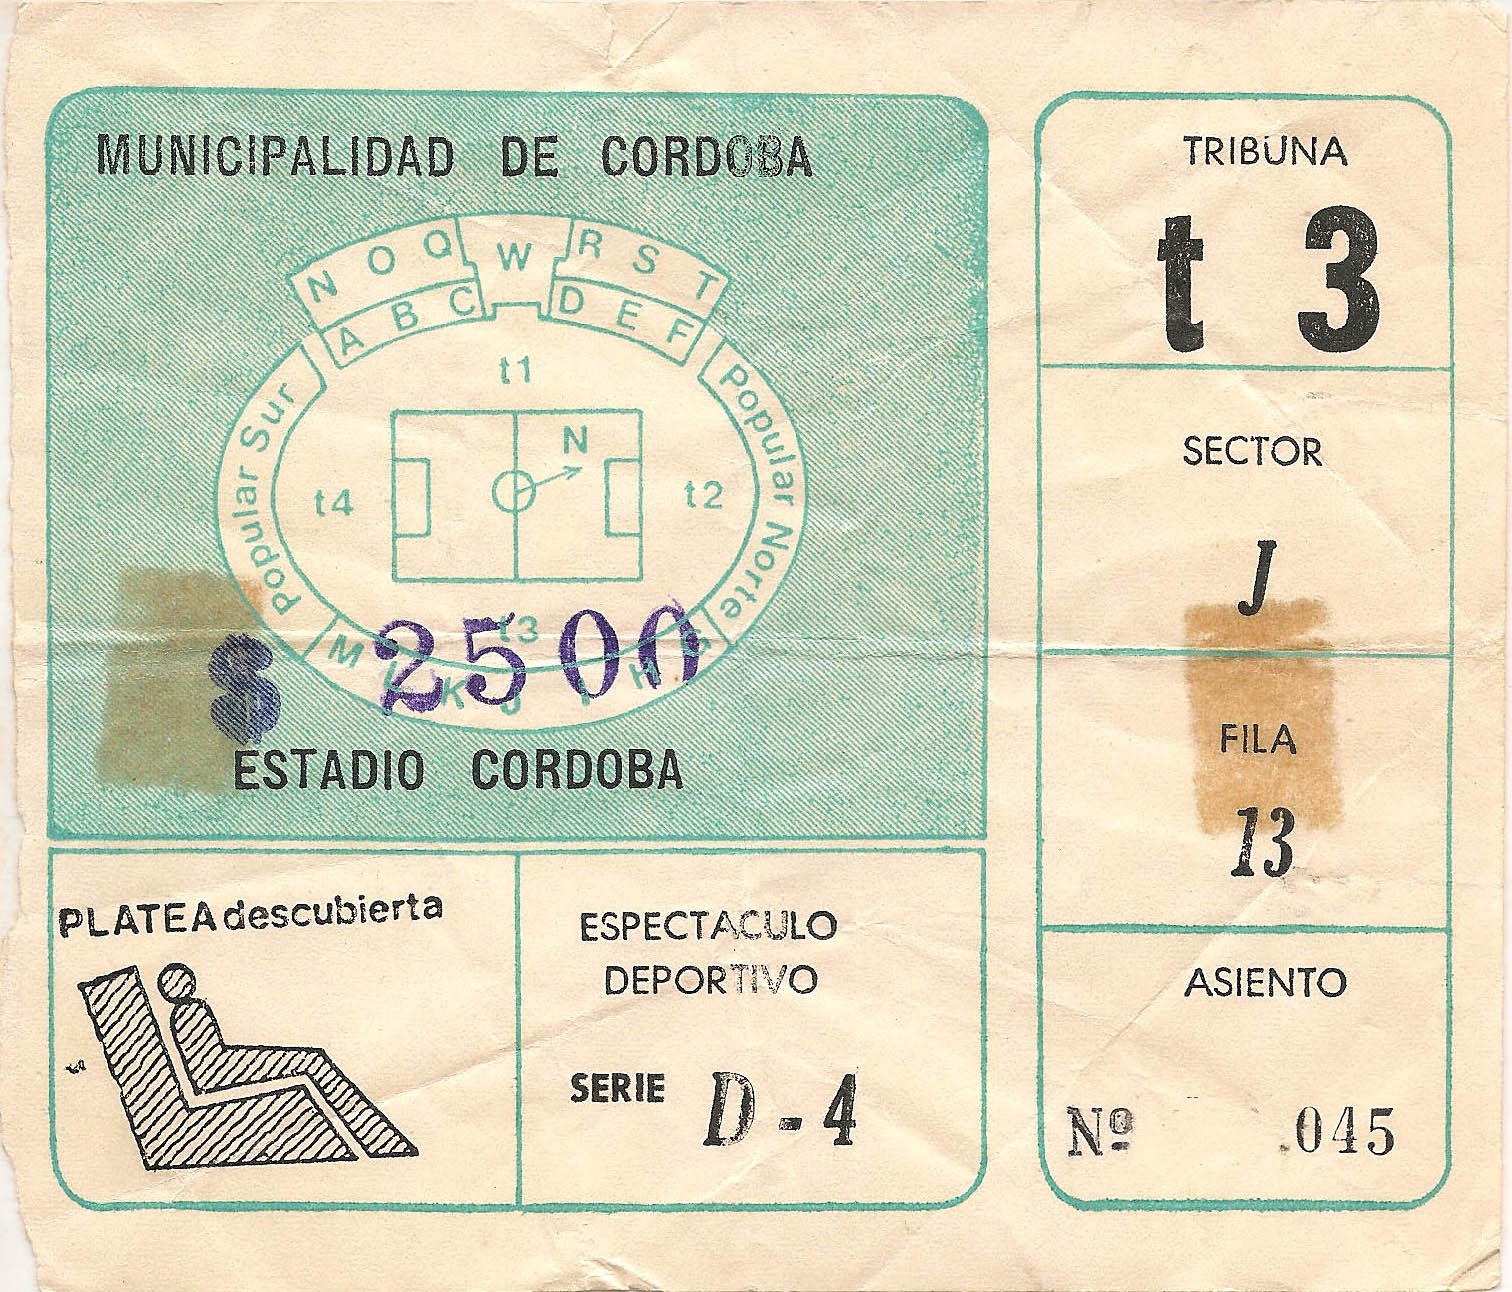 MUNICIPALIDAD DE CORDOBA
N O Q W R S T
A B C D E F
t1
Popular Sur
Popular Norte
N
t4
t2
t3
M L K J I H G
$ 2500
ESTADIO CORDOBA
PLATEA descubierta
ESPECTACULO
DEPORTIVO
SERIE D - 4
TRIBUNA
t 3
SECTOR
J
FILA
13
ASIENTO
Nº 045